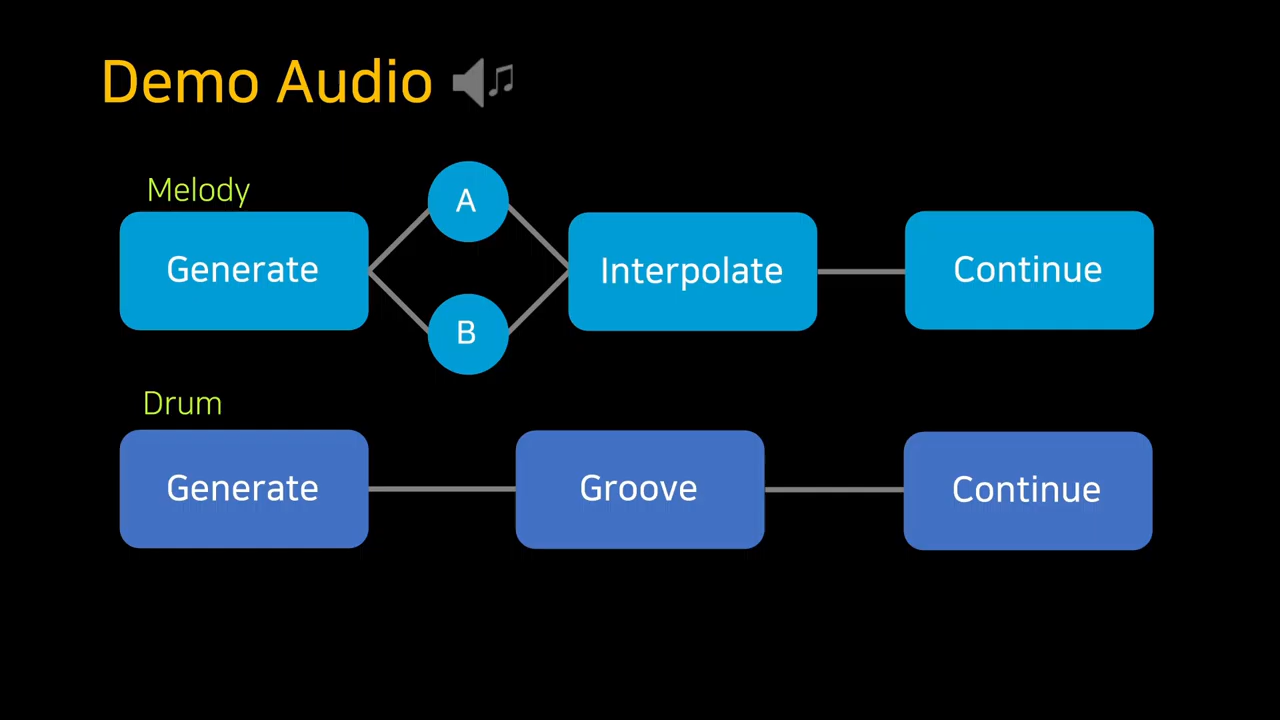 Demo Audio
Melody
Generate
A
B
Interpolate
Continue
Drum
Generate
Groove
Continue